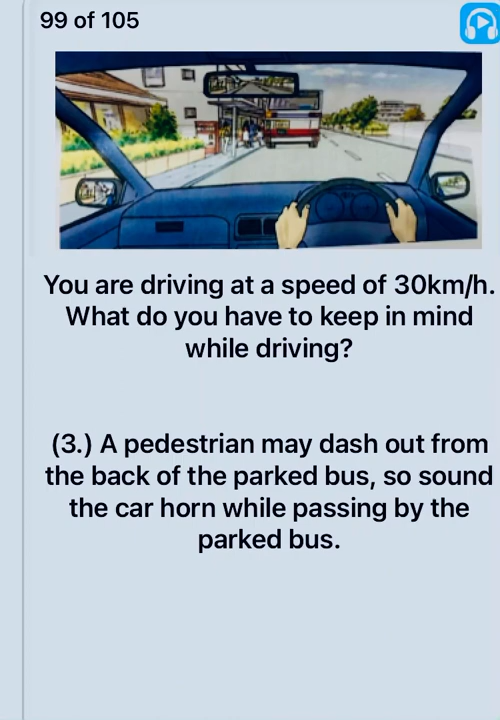 99 of 105
You are driving at a speed of 30km/h.
What do you have to keep in mind
while driving?
(3.) A pedestrian may dash out from
the back of the parked bus, so sound
the car horn while passing by the
parked bus.